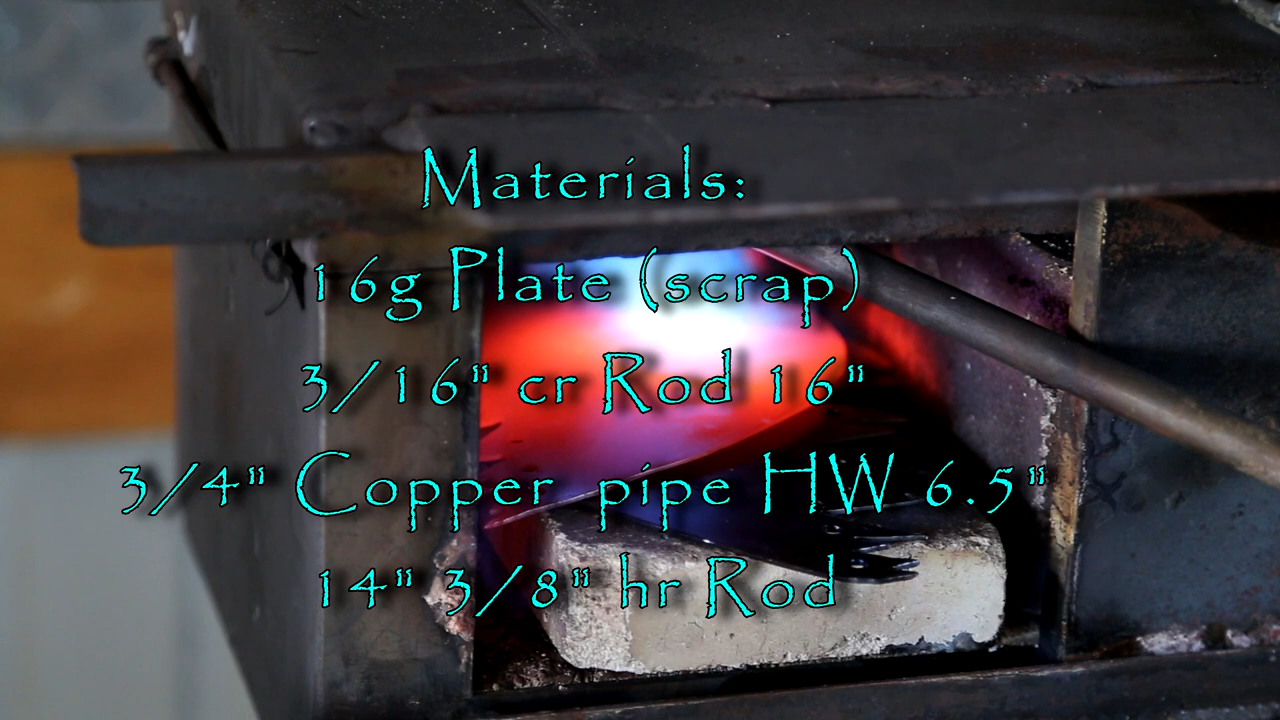 Materials:
16g Plate (scrap)
3/16" cr Rod 16"
3/4" Copper pipe HW 6.5"
14" 3/8" hr Rod